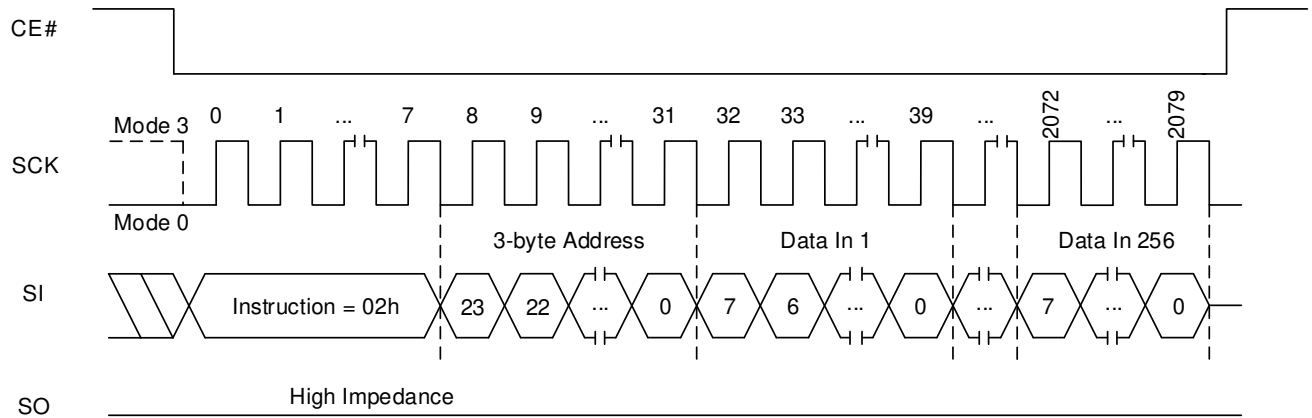 CE#
0 1 ... 7 8 9 ... 31 32 33 ... 39 ... 2072 ... 2079
Mode 3
SCK
Mode 0
3-byte Address Data In 1 Data In 256
SI Instruction = 02h 23 22 ... 0 7 6 ... 0 ... 7 ... 0
High Impedance
SO